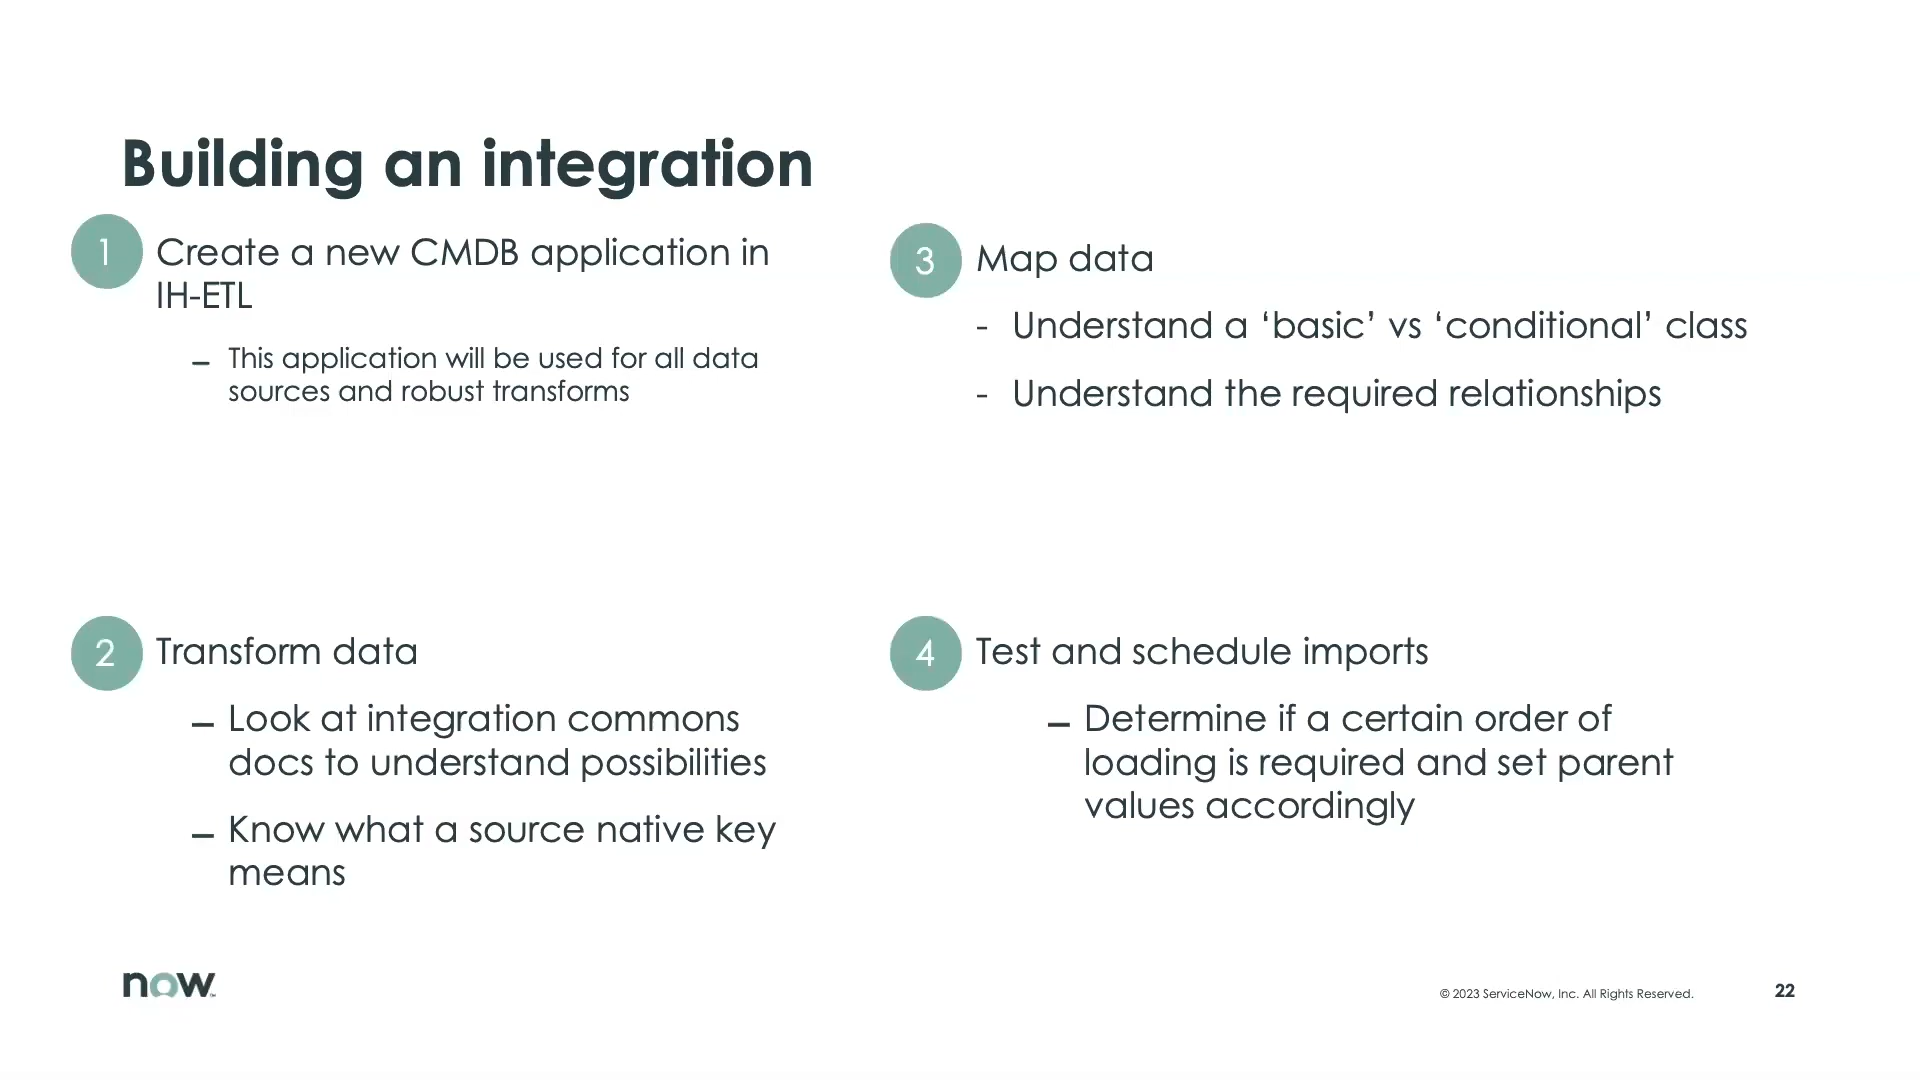 Building an integration
1
Create a new CMDB application in
IH-ETL
– This application will be used for all data
sources and robust transforms
2
Transform data
– Look at integration commons
docs to understand possibilities
– Know what a source native key
means
3
Map data
- Understand a ‘basic’ vs ‘conditional’ class
- Understand the required relationships
4
Test and schedule imports
– Determine if a certain order of
loading is required and set parent
values accordingly
now
© 2023 ServiceNow, Inc. All Rights Reserved.
22